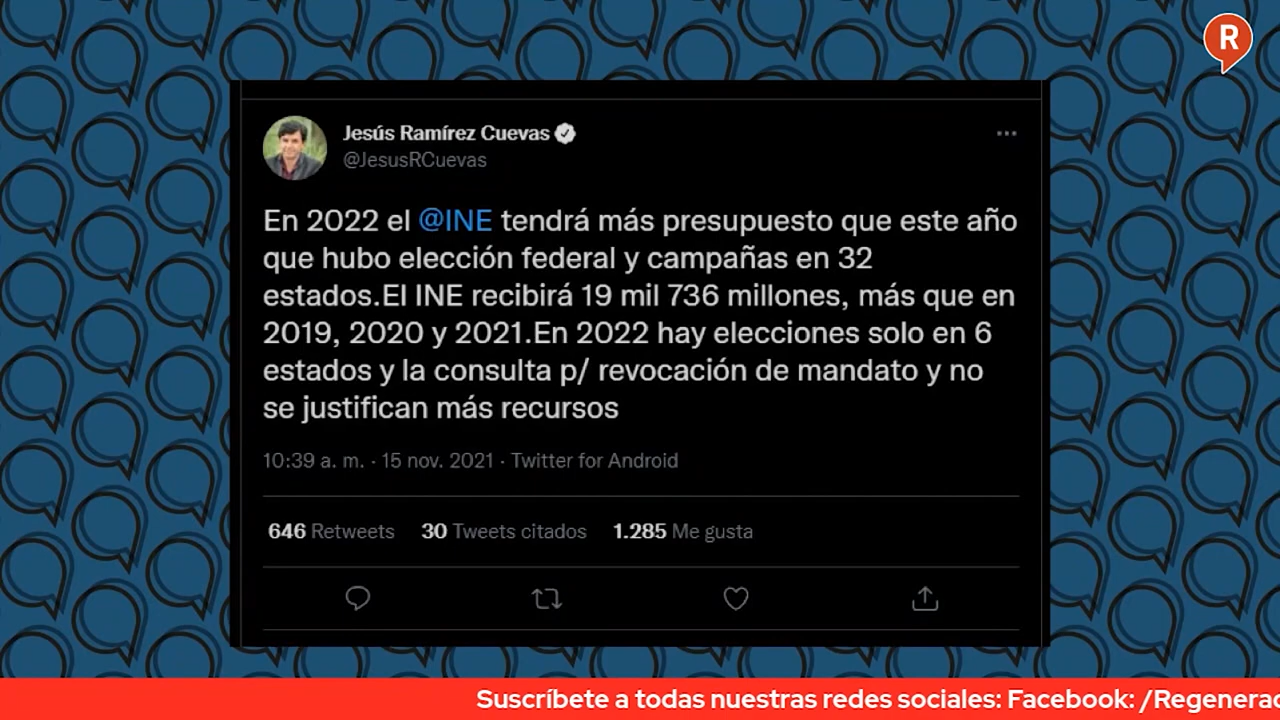 R
Jesús Ramírez Cuevas
@JesusRCuevas
En 2022 el @INE tendrá más presupuesto que este año
que hubo elección federal y campañas en 32
estados.El INE recibirá 19 mil 736 millones, más que en
2019, 2020 y 2021.En 2022 hay elecciones solo en 6
estados y la consulta p/ revocación de mandato y no
se justifican más recursos
10:39 a. m. · 15 nov. 2021 · Twitter for Android
646 Retweets 30 Tweets citados 1.285 Me gusta
Suscríbete a todas nuestras redes sociales: Facebook: /Regenerac